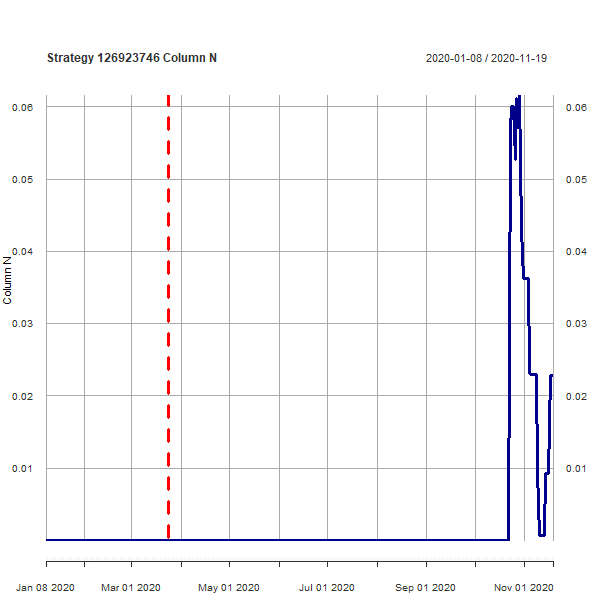 Strategy 126923746 Column N
2020-01-08 / 2020-11-19
0.06
0.06
0.05
0.05
0.04
0.04
Column N
0.03
0.03
0.02
0.02
0.01
0.01
Jan 08 2020
Mar 01 2020
May 01 2020
Jul 01 2020
Sep 01 2020
Nov 01 2020